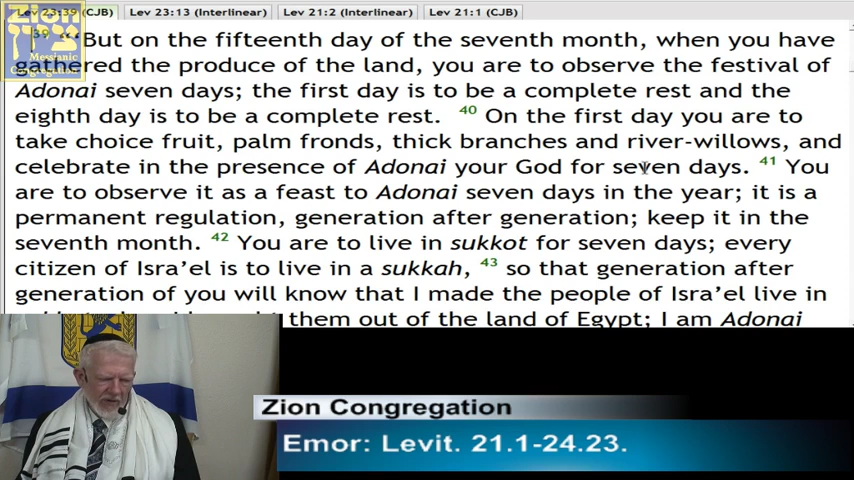 Lev 23:39 (CJB) Lev 23:13 (Interlinear) Lev 21:2 (Interlinear) Lev 21:1 (CJB)
Zion
ציון
Messianic
Congregation
39 “‘But on the fifteenth day of the seventh month, when you have
gathered the produce of the land, you are to observe the festival of
Adonai seven days; the first day is to be a complete rest and the
eighth day is to be a complete rest. 40 On the first day you are to
take choice fruit, palm fronds, thick branches and river-willows, and
celebrate in the presence of Adonai your God for seven days. 41 You
are to observe it as a feast to Adonai seven days in the year; it is a
permanent regulation, generation after generation; keep it in the
seventh month. 42 You are to live in sukkot for seven days; every
citizen of Isra’el is to live in a sukkah, 43 so that generation after
generation of you will know that I made the people of Isra’el live in
them out of the land of Egypt; I am Adonai
Zion Congregation
Emor: Levit. 21.1-24.23.